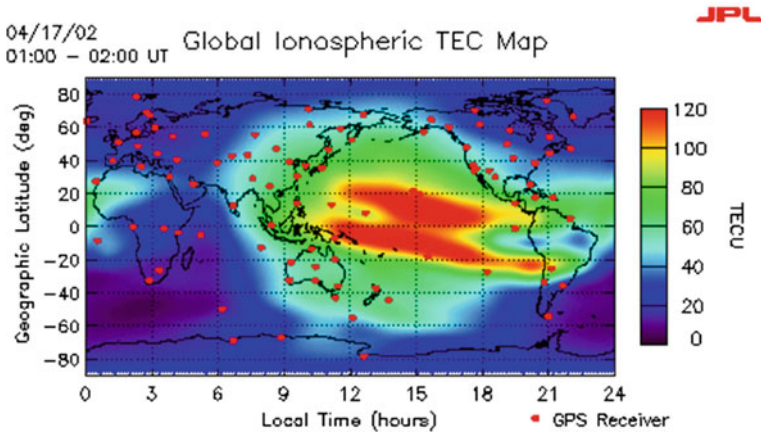 JPL
04/17/02
01:00 – 02:00 UT
Global Ionospheric TEC Map
Geographic Latitude (deg)
80
60
40
20
0
−20
−40
−60
−80
0 3 6 9 12 15 18 21 24
Local Time (hours)
GPS Receiver
120
100
80
60
40
20
0
TECU